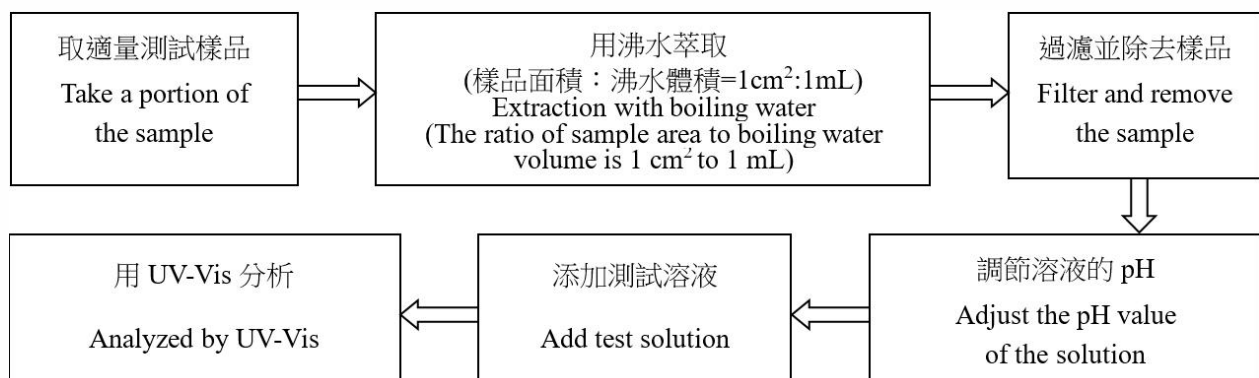 取適量測試樣品
Take a portion of
the sample
用沸水萃取
(樣品面積：沸水體積=1cm²:1mL)
Extraction with boiling water
(The ratio of sample area to boiling water
volume is 1 cm² to 1 mL)
過濾並除去樣品
Filter and remove
the sample
調節溶液的 pH
Adjust the pH value
of the solution
添加測試溶液
Add test solution
用 UV-Vis 分析
Analyzed by UV-Vis